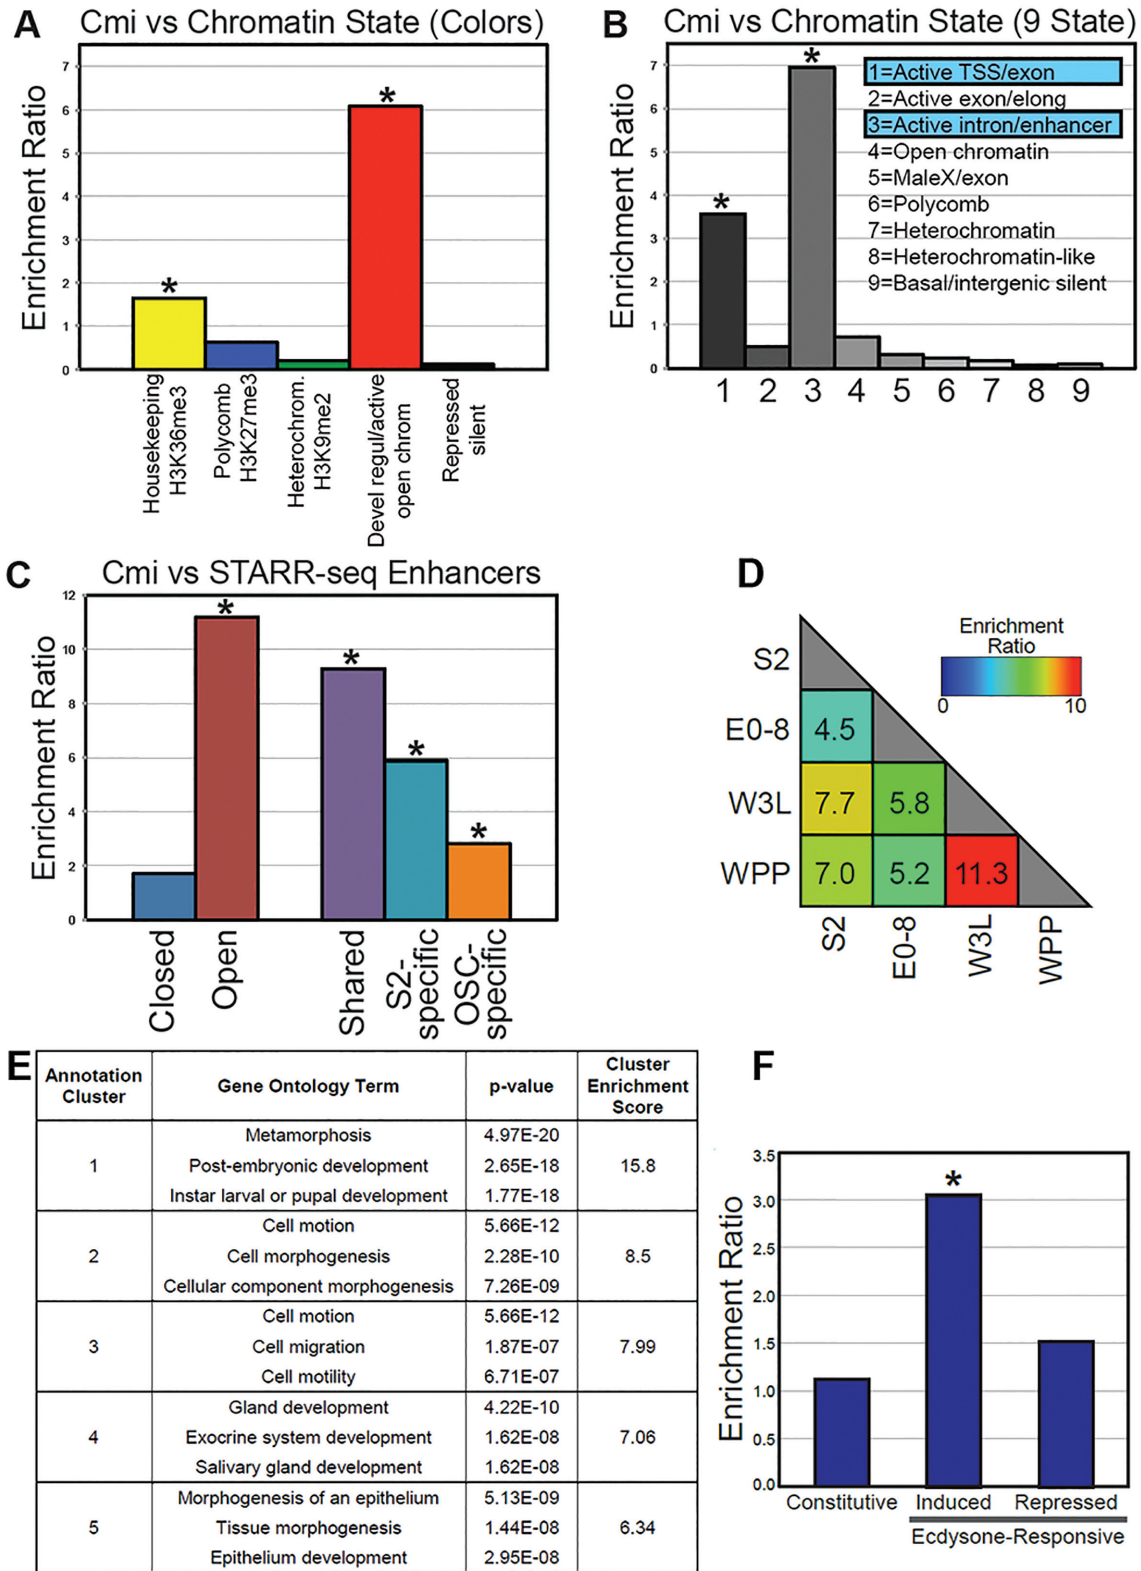 A
Cmi vs Chromatin State (Colors)
Enrichment Ratio
7
6
5
4
3
2
1
0
*
*
Housekeeping
H3K36me3
Polycomb
H3K27me3
Heterochrom.
H3K9me2
Devel regul/active
open chrom
Repressed
silent
B
Cmi vs Chromatin State (9 State)
Enrichment Ratio
7
6
5
4
3
2
1
0
*
*
1=Active TSS/exon
2=Active exon/elong
3=Active intron/enhancer
4=Open chromatin
5=MaleX/exon
6=Polycomb
7=Heterochromatin
8=Heterochromatin-like
9=Basal/intergenic silent
1 2 3 4 5 6 7 8 9
C
Cmi vs STARR-seq Enhancers
Enrichment Ratio
12
10
8
6
4
2
0
*
*
*
*
Closed
Open
Shared
S2-
specific
OSC-
specific
D
Enrichment
Ratio
0 10
S2
E0-8 4.5
W3L 7.7 5.8
WPP 7.0 5.2 11.3
S2
E0-8
W3L
WPP
E
Annotation Cluster Gene Ontology Term p-value Cluster Enrichment Score
Metamorphosis 4.97E-20
1 Post-embryonic development 2.65E-18 15.8
Instar larval or pupal development 1.77E-18
Cell motion 5.66E-12
2 Cell morphogenesis 2.28E-10 8.5
Cellular component morphogenesis 7.26E-09
Cell motion 5.66E-12
3 Cell migration 1.87E-07 7.99
Cell motility 6.71E-07
Gland development 4.22E-10
4 Exocrine system development 1.62E-08 7.06
Salivary gland development 1.62E-08
Morphogenesis of an epithelium 5.13E-09
5 Tissue morphogenesis 1.44E-08 6.34
Epithelium development 2.95E-08
F
Enrichment Ratio
3.5
3.0
2.5
2.0
1.5
1.0
0.5
0.0
*
Constitutive Induced Repressed
Ecdysone-Responsive